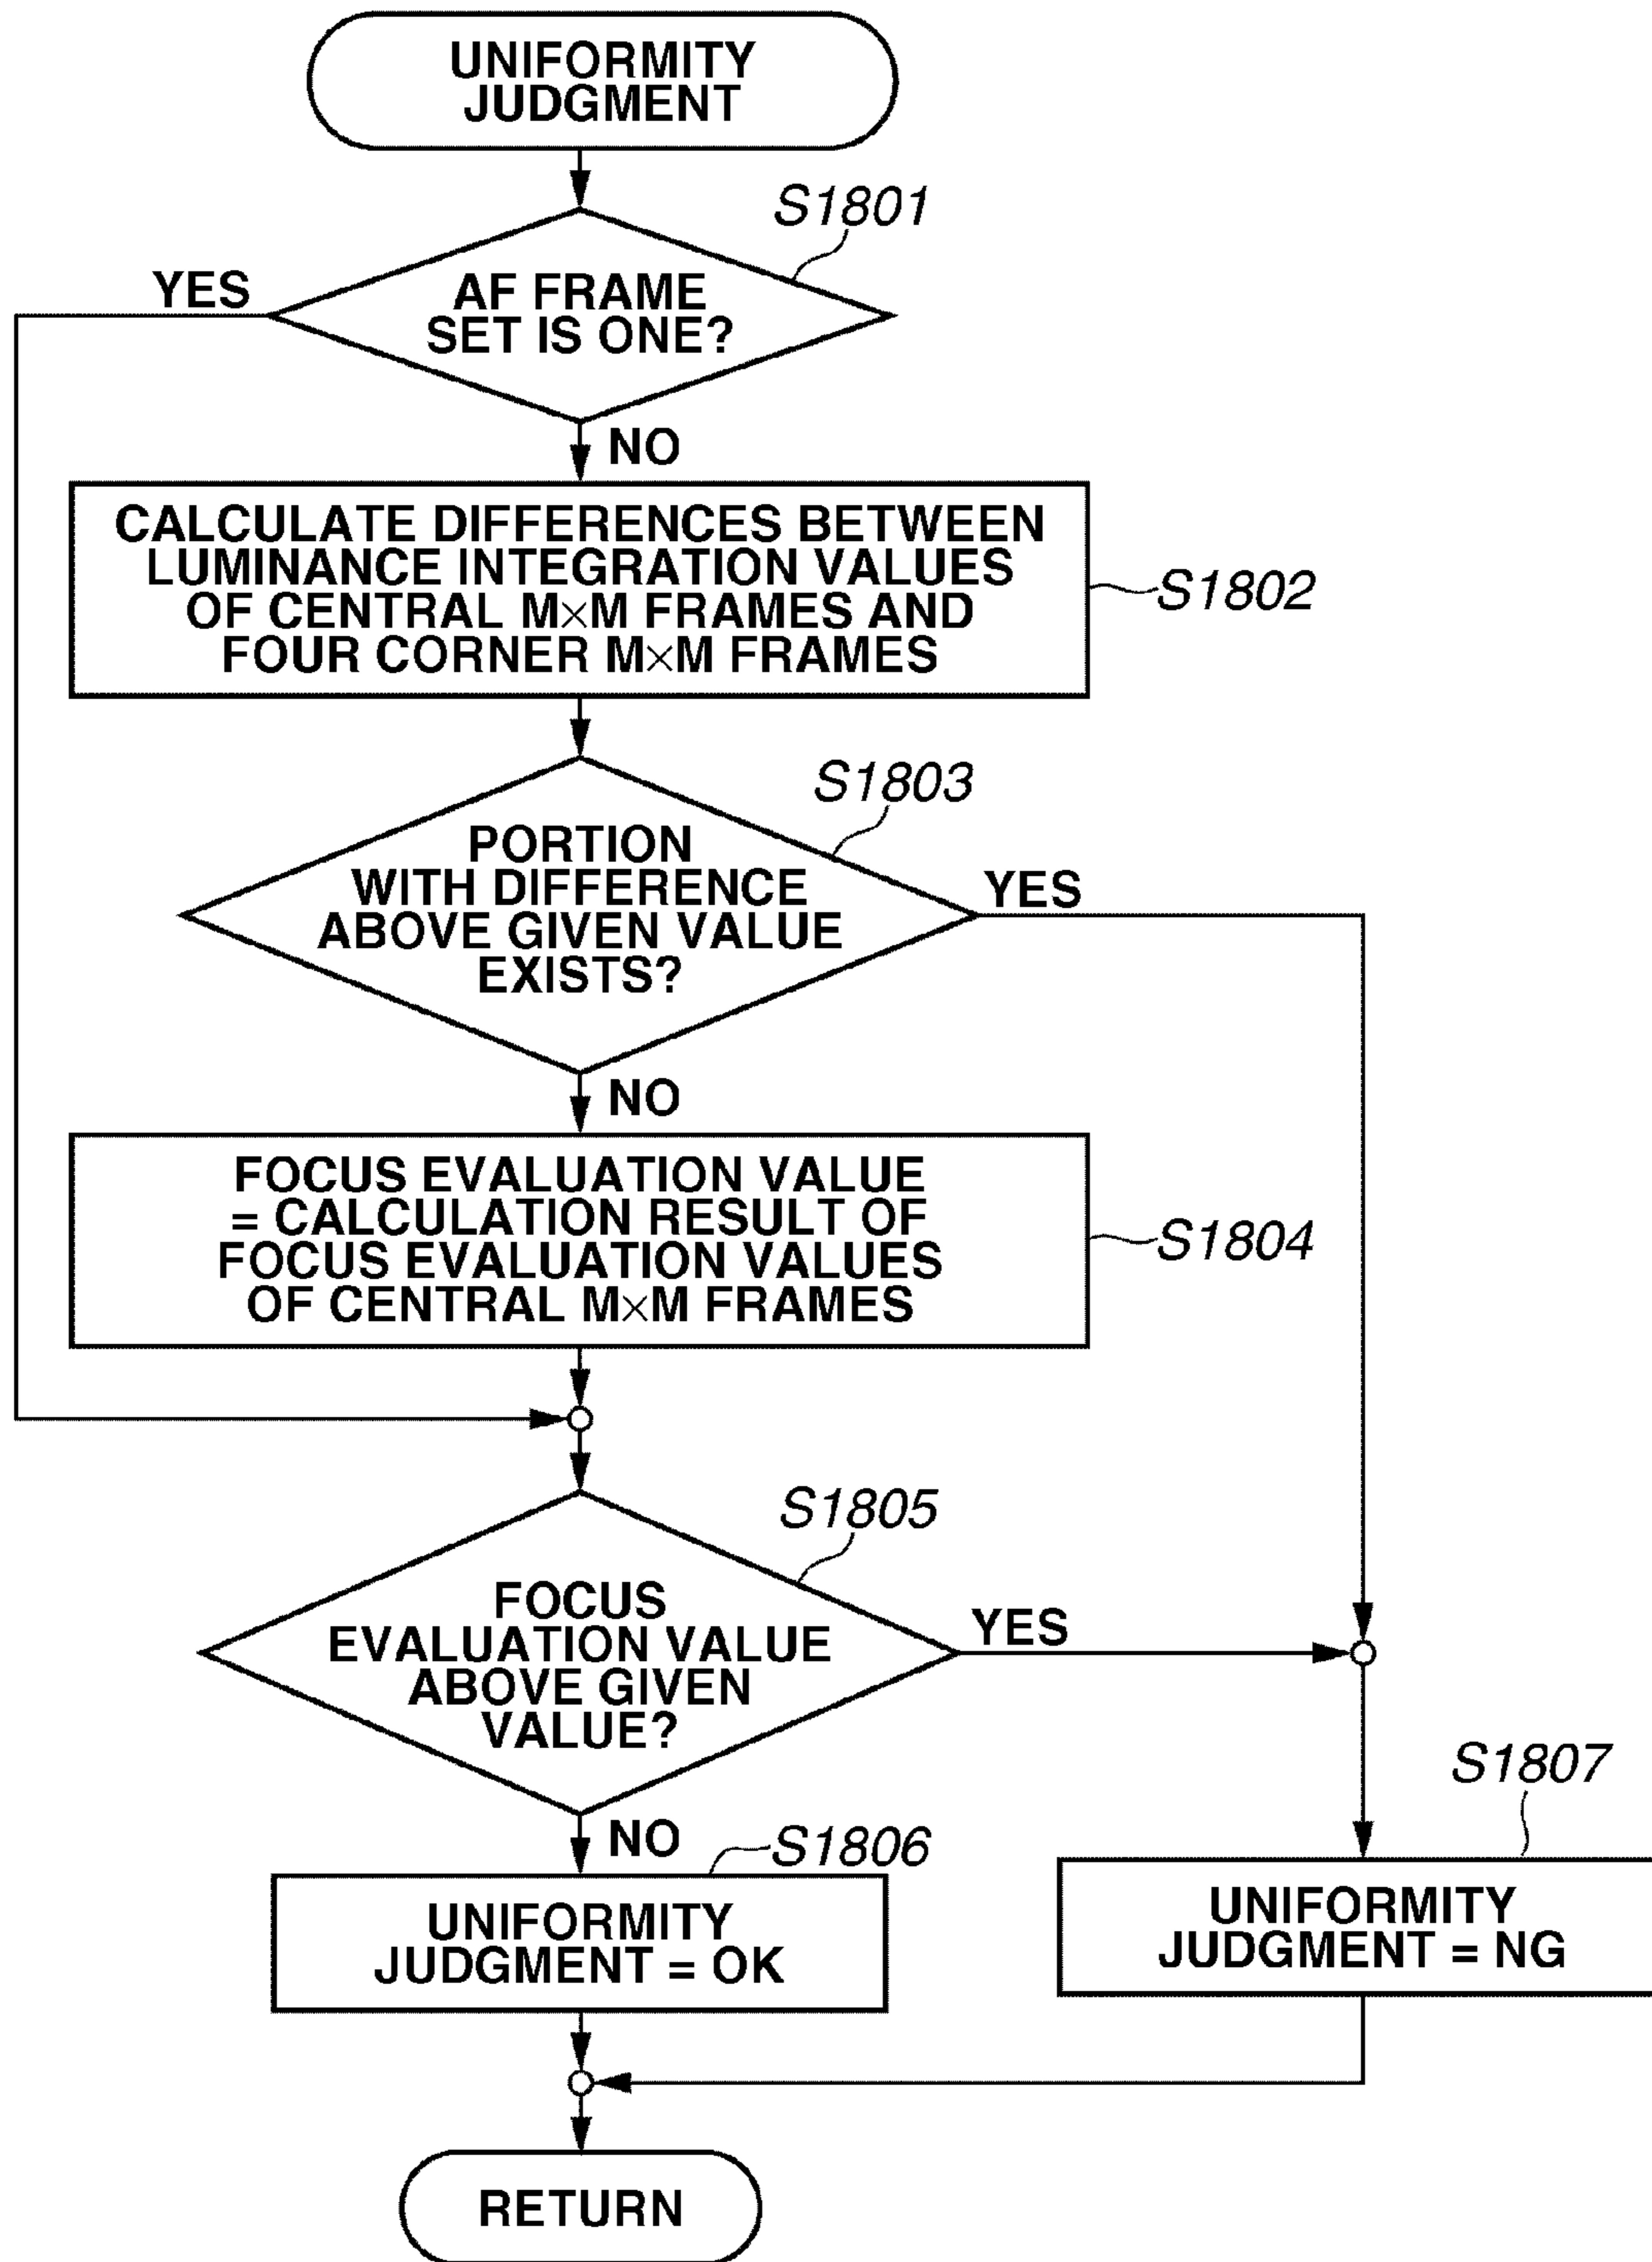 UNIFORMITY
JUDGMENT
S1801
YES
AF FRAME
SET IS ONE?
NO
CALCULATE DIFFERENCES BETWEEN
LUMINANCE INTEGRATION VALUES
OF CENTRAL M×M FRAMES AND
FOUR CORNER M×M FRAMES
S1802
S1803
PORTION
WITH DIFFERENCE
ABOVE GIVEN VALUE
EXISTS?
YES
NO
FOCUS EVALUATION VALUE
= CALCULATION RESULT OF
FOCUS EVALUATION VALUES
OF CENTRAL M×M FRAMES
S1804
S1805
FOCUS
EVALUATION VALUE
ABOVE GIVEN
VALUE?
YES
NO
S1806
S1807
UNIFORMITY
JUDGMENT = OK
UNIFORMITY
JUDGMENT = NG
RETURN